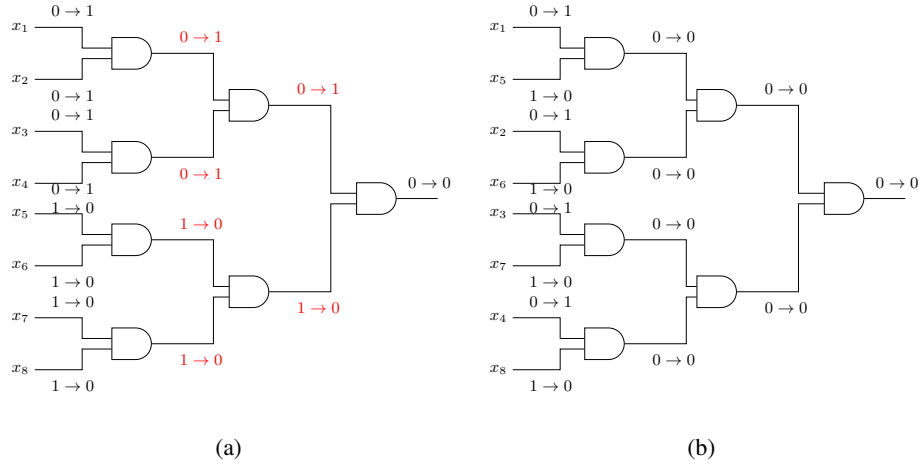 0 → 1
x1
0 → 1
x2
0 → 1
0 → 1
x3
0 → 1
0 → 1
x4
0 → 1
0 → 0
1 → 0
x5
1 → 0
x6
1 → 0
1 → 0
1 → 0
x7
1 → 0
x8
1 → 0
(a)
0 → 1
x1
0 → 0
x5
1 → 0
0 → 0
0 → 1
x2
0 → 0
x6
1 → 0
0 → 0
0 → 1
x3
0 → 0
x7
1 → 0
0 → 0
0 → 1
x4
0 → 0
x8
1 → 0
(b)